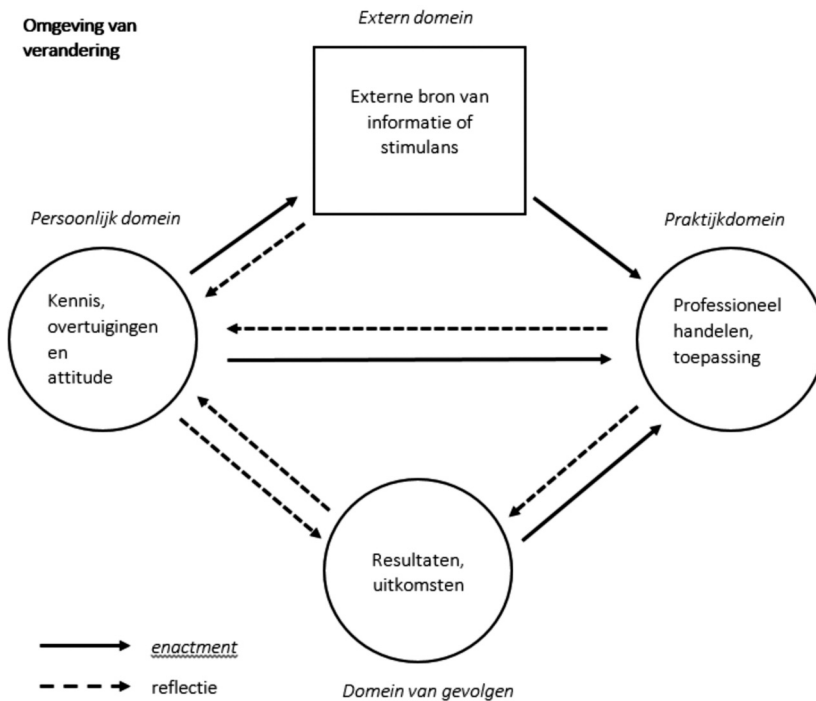 Omgeving van
verandering
Extern domein
Externe bron van
informatie of
stimulans
Persoonlijk domein
Praktijkdomein
Kennis,
overtuigingen
en
attitude
Professioneel
handelen,
toepassing
Resultaten,
uitkomsten
enactment
reflectie
Domein van gevolgen